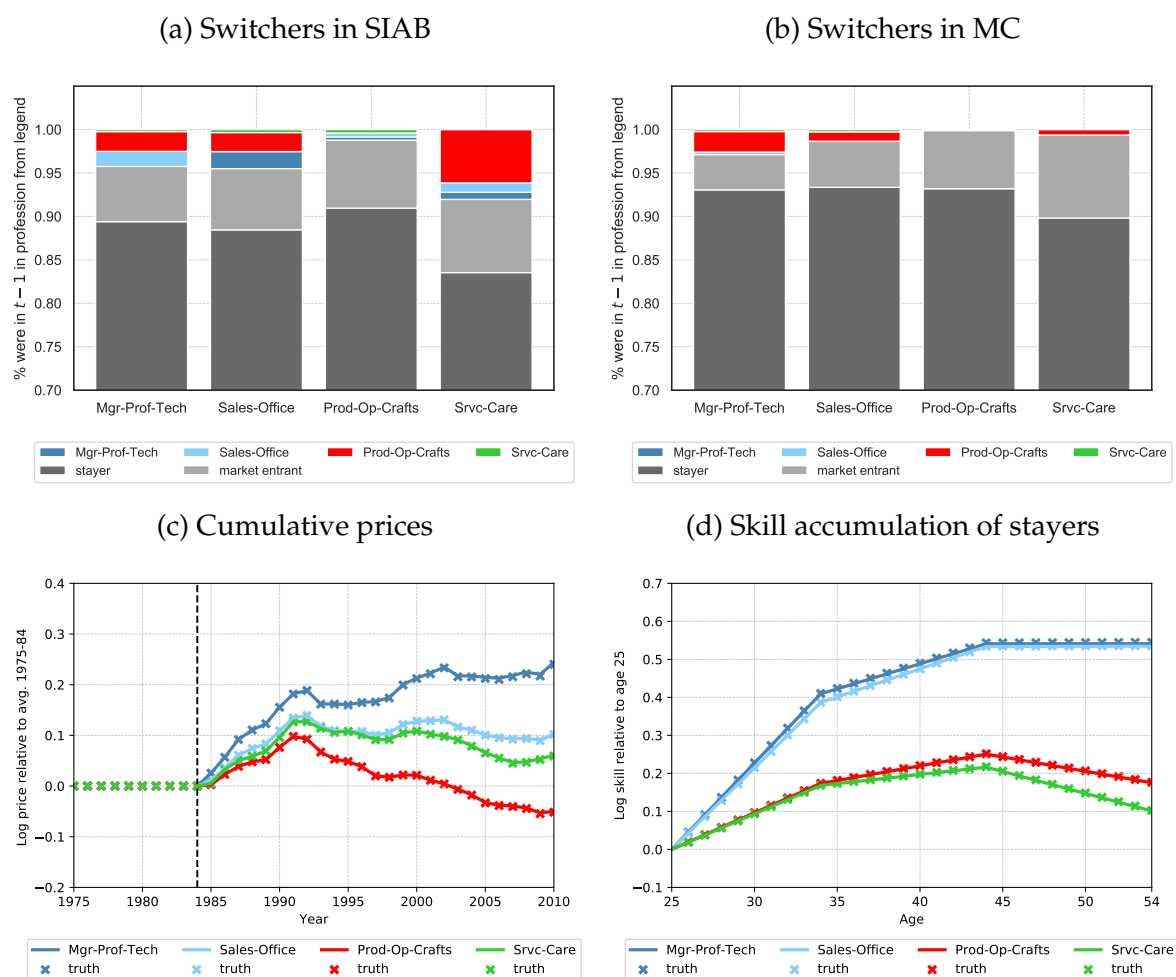 (a) Switchers in SIAB
(b) Switchers in MC
% were in t − 1 in profession from legend
1.00
0.95
0.90
0.85
0.80
0.75
0.70
Mgr-Prof-Tech Sales-Office Prod-Op-Crafts Srvc-Care
Mgr-Prof-Tech Sales-Office Prod-Op-Crafts Srvc-Care
stayer market entrant
% were in t − 1 in profession from legend
1.00
0.95
0.90
0.85
0.80
0.75
0.70
Mgr-Prof-Tech Sales-Office Prod-Op-Crafts Srvc-Care
Mgr-Prof-Tech Sales-Office Prod-Op-Crafts Srvc-Care
stayer market entrant
(c) Cumulative prices
(d) Skill accumulation of stayers
Log price relative to avg. 1975-84
0.4
0.3
0.2
0.1
0.0
−0.1
−0.2
1975 1980 1985 1990 1995 2000 2005 2010
Year
Mgr-Prof-Tech Sales-Office Prod-Op-Crafts Srvc-Care
truth truth truth truth
Log skill relative to age 25
0.7
0.6
0.5
0.4
0.3
0.2
0.1
0.0
−0.1
25 30 35 40 45 50 54
Age
Mgr-Prof-Tech Sales-Office Prod-Op-Crafts Srvc-Care
truth truth truth truth